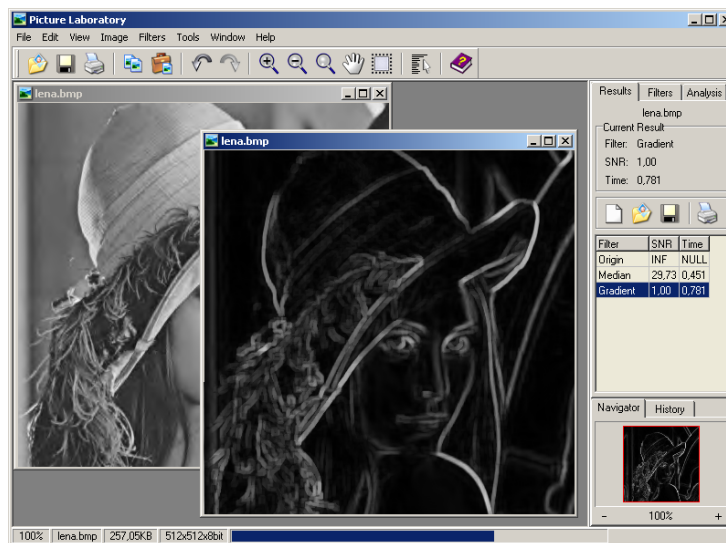 Picture Laboratory
File Edit View Image Filters Tools Window Help
lena.bmp
lena.bmp
Results Filters Analysis
lena.bmp
Current Result
Filter: Gradient
SNR: 1,00
Time: 0,781
Filter SNR Time
Origin INF NULL
Median 29,73 0,451
Gradient 1,00 0,781
Navigator History
- 100% +
100% lena.bmp 257,05KB 512x512x8bit